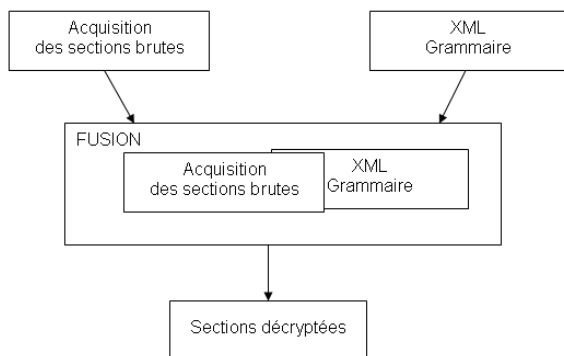 Acquisition
des sections brutes
XML
Grammaire
FUSION
Acquisition
des sections brutes
XML
Grammaire
Sections décryptées